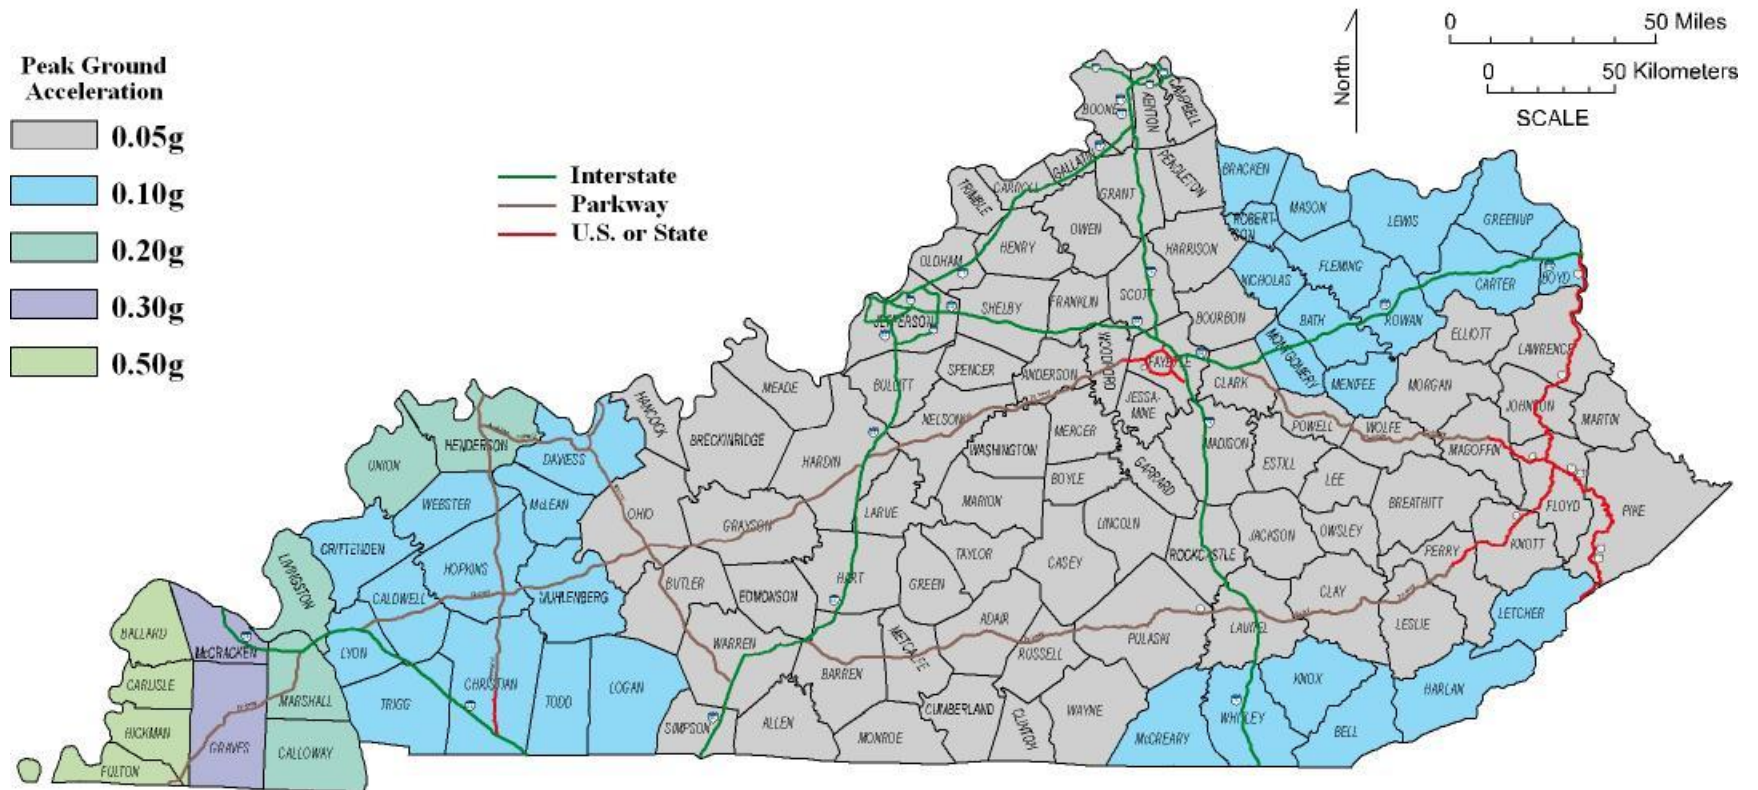 Peak Ground
Acceleration
0.05g
0.10g
0.20g
0.30g
0.50g
Interstate
Parkway
U.S. or State
North
0 50 Miles
0 50 Kilometers
SCALE
BOONE
KENTON
CAMPBELL
GALLATIN
CARROLL
TRIMBLE
GRANT
PENDLETON
BRACKEN
MASON
LEWIS
GREENUP
ROBERT-
SON
OWEN
HENRY
OLDHAM
HARRISON
FLEMING
NICHOLAS
CARTER
BOYD
JEFFERSON
SHELBY
FRANKLIN
SCOTT
BOURBON
BATH
ROWAN
ELLIOTT
LAWRENCE
WOODFORD
FAYETTE
MONTGOMERY
MENIFEE
MORGAN
CLARK
SPENCER
ANDERSON
BULLITT
MEADE
HANCOCK
BRECKINRIDGE
NELSON
JESSA-
MINE
MERCER
WASHINGTON
MADISON
POWELL
WOLFE
JOHNSON
MARTIN
MAGOFFIN
HENDERSON
UNION
DAVIESS
HARDIN
BOYLE
GARRARD
ESTILL
LEE
BREATHITT
FLOYD
PIKE
WEBSTER
McLEAN
OHIO
GRAYSON
LARUE
MARION
LINCOLN
ROCKCASTLE
JACKSON
OWSLEY
PERRY
KNOTT
CRITTENDEN
LIVINGSTON
HOPKINS
CALDWELL
MUHLENBERG
BUTLER
EDMONSON
HART
GREEN
TAYLOR
CASEY
CLAY
LESLIE
LETCHER
BALLARD
McCRACKEN
LYON
WARREN
BARREN
METCALFE
ADAIR
RUSSELL
PULASKI
LAUREL
CARLISLE
MARSHALL
TRIGG
CHRISTIAN
TODD
LOGAN
SIMPSON
ALLEN
MONROE
CUMBERLAND
CLINTON
WAYNE
McCREARY
WHITLEY
KNOX
BELL
HARLAN
HICKMAN
GRAVES
CALLOWAY
FULTON